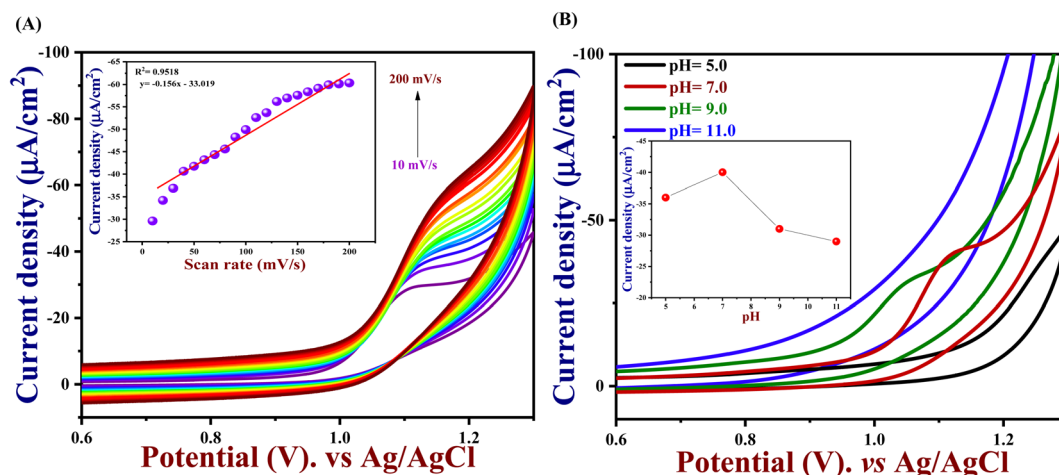 (A)
Current density (µA/cm²)
-100
-80
-60
-40
-20
0
0.6
0.8
1.0
1.2
Potential (V). vs Ag/AgCl
R²= 0.9518
y= -0.156x - 33.019
Current density (µA/cm²)
-65
-60
-55
-50
-45
-40
-35
-30
-25
0
50
100
150
200
Scan rate (mV/s)
200 mV/s
10 mV/s
(B)
Current density (µA/cm²)
-100
-50
0
0.6
0.8
1.0
1.2
Potential (V). vs Ag/AgCl
pH= 5.0
pH= 7.0
pH= 9.0
pH= 11.0
Current density (µA/cm²)
-45
-40
-35
-30
-25
-20
5
6
7
8
9
10
11
pH